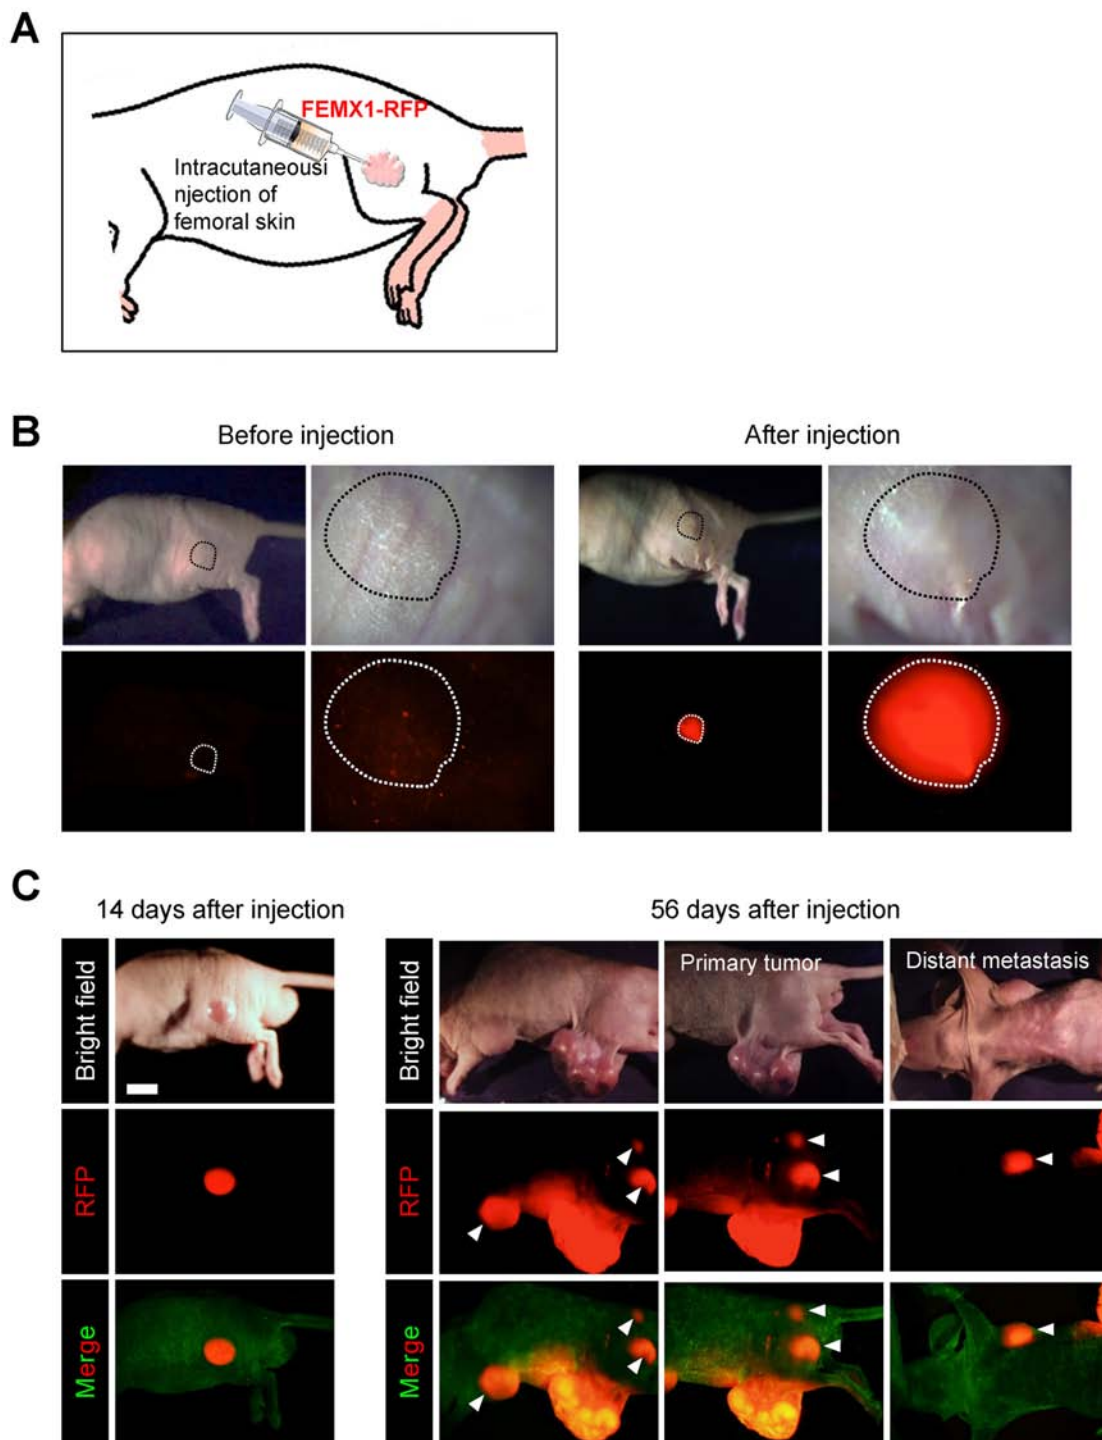 A
FEMX1-RFP
Intracutaneousi
njection of
femoral skin
B
Before injection
After injection
C
14 days after injection
56 days after injection
Bright field
Bright field
Primary tumor
Distant metastasis
RFP
RFP
Merge
Merge